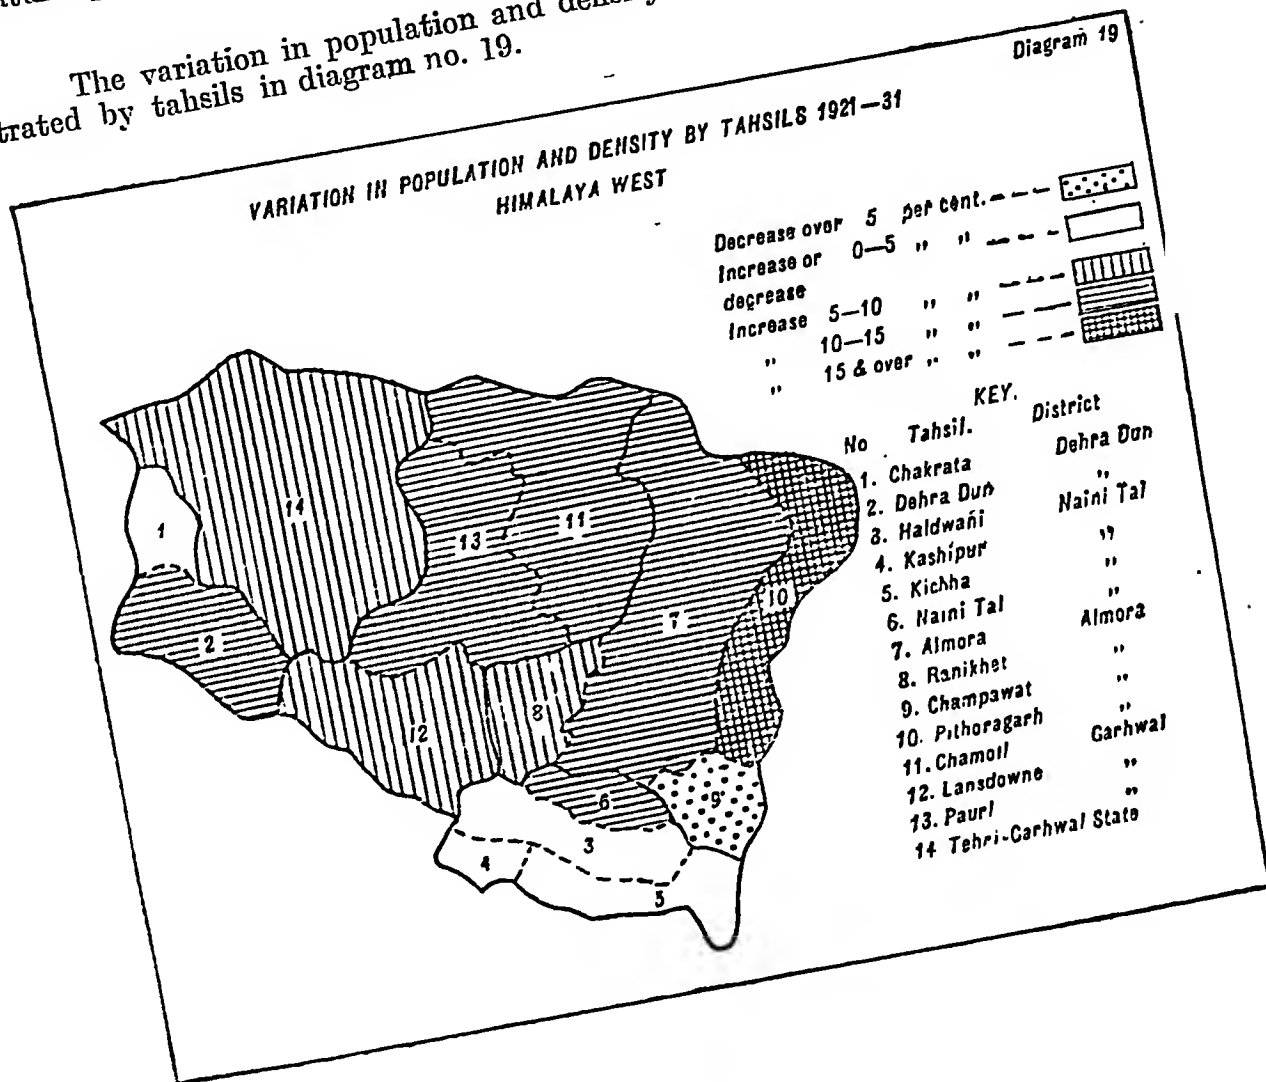 The variation in population and density
trated by tahsils in diagram no. 19.
Diagram 19
VARIATION IN POPULATION AND DENSITY BY TAHSILS 1921—31
HIMALAYA WEST
Decrease over 5 per cent.
Increase or 0—5 " "
decrease
Increase 5—10 " "
" 10—15 " "
" 15 & over " "
KEY.
No Tahsil. District
1. Chakrata Dehra Dun
2. Dehra Dun "
3. Haldwani Naini Tal
4. Kashipur "
5. Kichha "
6. Naini Tal "
7. Almora Almora
8. Ranikhet "
9. Champawat "
10. Pithoragarh "
11. Chamoli Garhwal
12. Lansdowne "
13. Pauri "
14 Tehri-Garhwal State
14
1
13
11
2
7
10
12
8
6
9
3
4
5